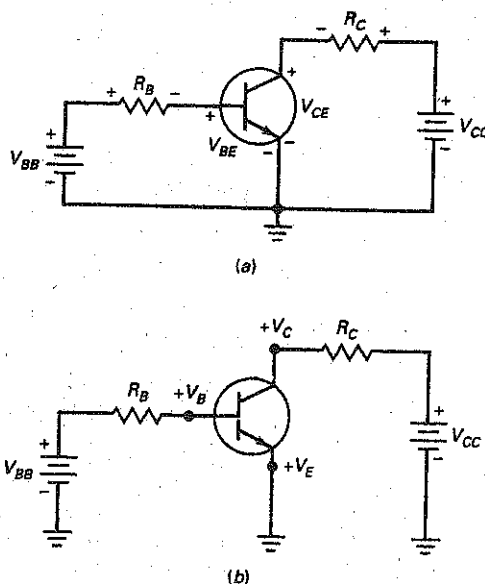 − R_C +
+ R_B −
+
V_CE
+
V_BE
− −
+
V_BB
−
+
V_CC
−
(a)
+V_C R_C
R_B +V_B
+
V_BB
−
+V_E
+
V_CC
−
(b)